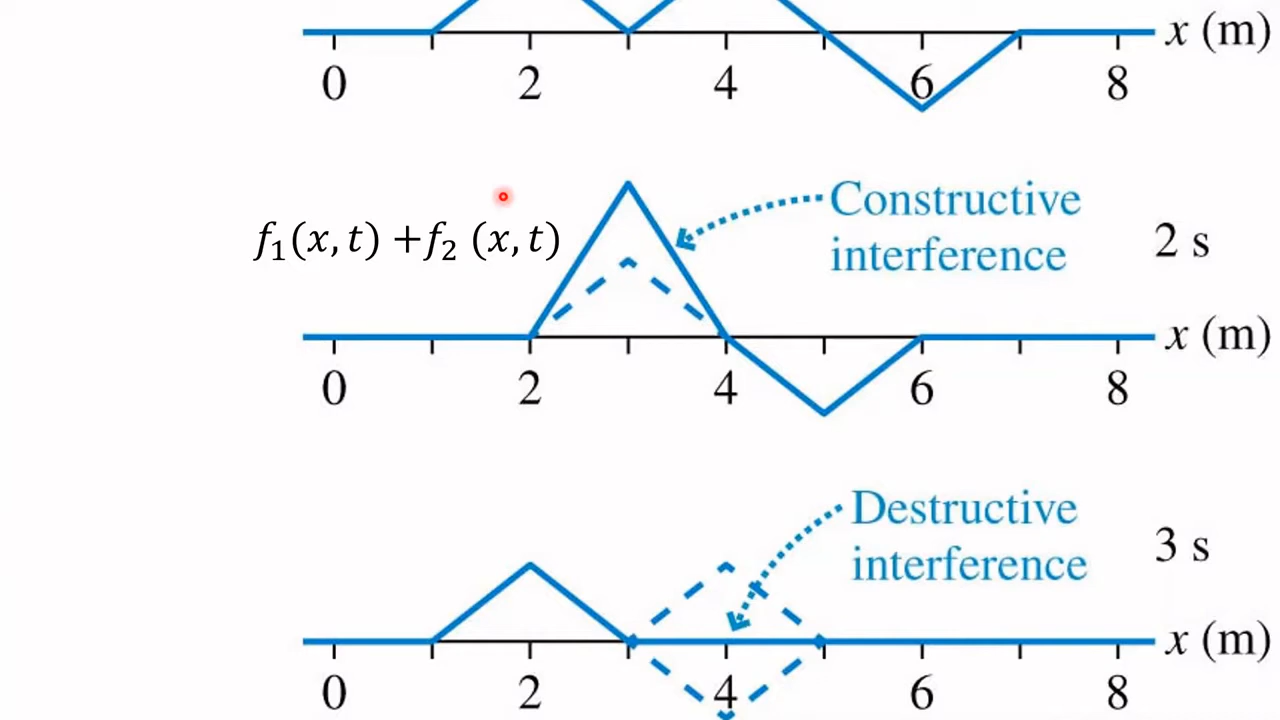 x (m)
0 2 4 6 8
Constructive
interference
f₁(x, t) +f₂ (x, t)
2 s
x (m)
0 2 4 6 8
Destructive
interference
3 s
x (m)
0 2 4 6 8